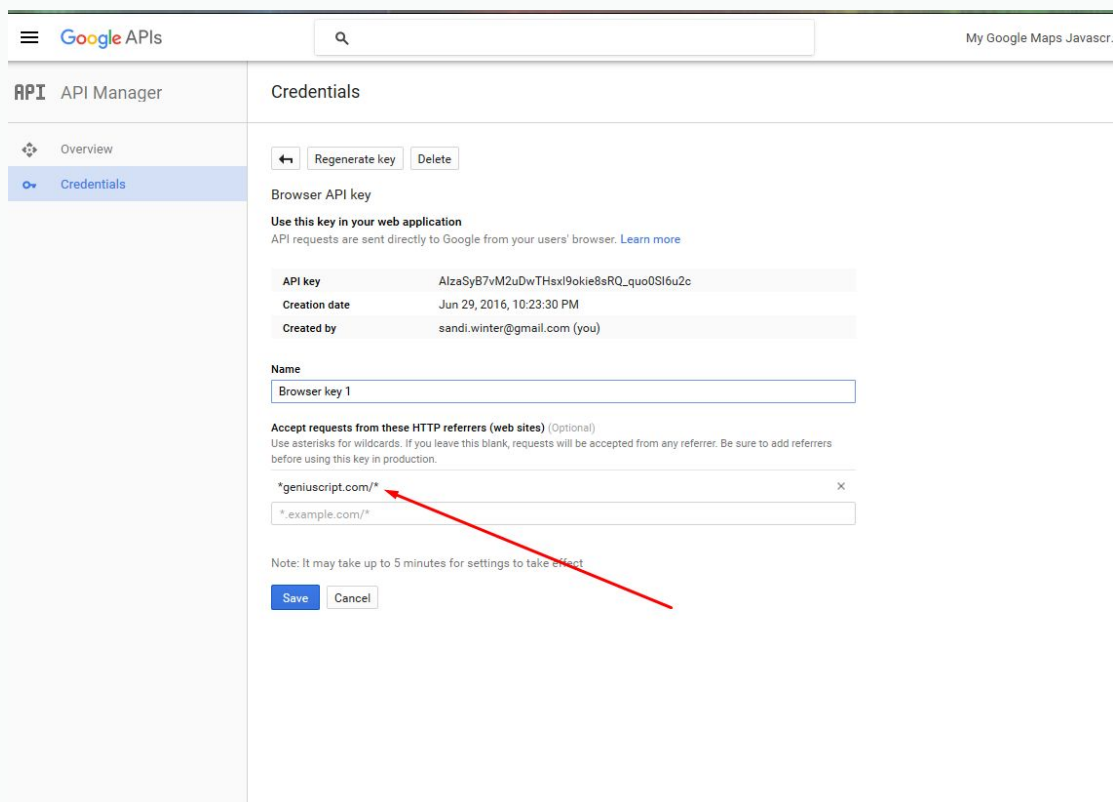 Google APIs
My Google Maps Javascr.
API API Manager
Credentials
Overview
Credentials
Regenerate key Delete
Browser API key
Use this key in your web application
API requests are sent directly to Google from your users' browser. Learn more
API key AIzaSyB7vM2uDwTHsxI9okie8sRQ_quo0SI6u2c
Creation date Jun 29, 2016, 10:23:30 PM
Created by sandi.winter@gmail.com (you)
Name
Browser key 1
Accept requests from these HTTP referrers (web sites) (Optional)
Use asterisks for wildcards. If you leave this blank, requests will be accepted from any referrer. Be sure to add referrers
before using this key in production.
*geniuscript.com/*
*.example.com/*
Note: It may take up to 5 minutes for settings to take effect
Save Cancel